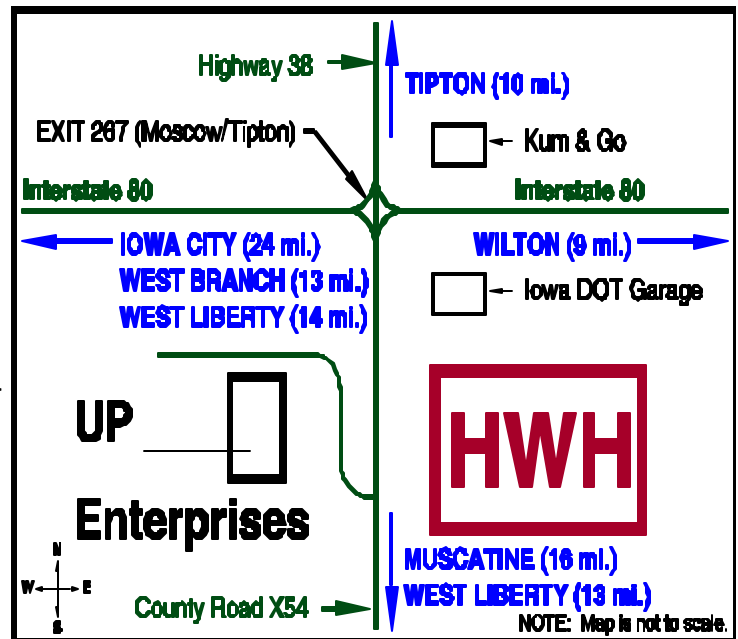 Highway 38
TIPTON (10 mi.)
EXIT 267 (Moscow/Tipton)
Kum & Go
Interstate 80
Interstate 80
IOWA CITY (24 mi.)
WEST BRANCH (13 mi.)
WEST LIBERTY (14 mi.)
WILTON (9 mi.)
Iowa DOT Garage
UP
Enterprises
HWH
MUSCATINE (16 mi.)
WEST LIBERTY (13 mi.)
N
W E
S
County Road X54
NOTE: Map is not to scale.